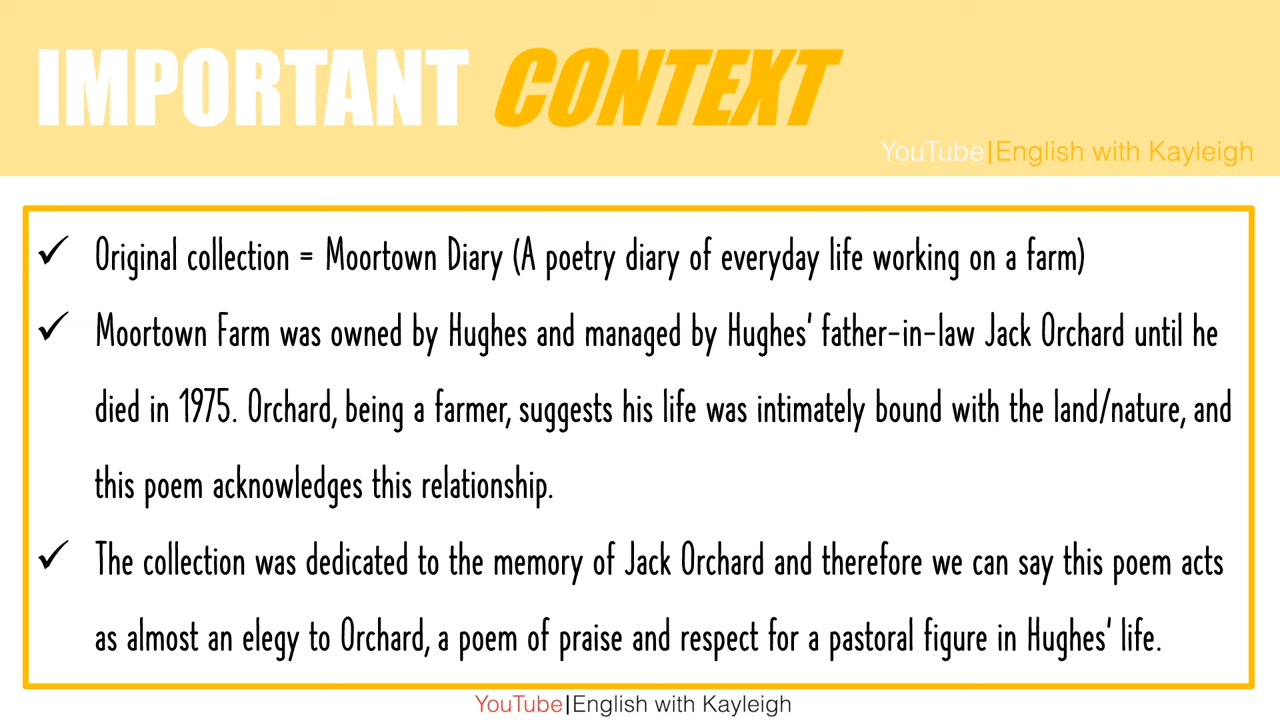 IMPORTANT CONTEXT
YouTube|English with Kayleigh
✓ Original collection = Moortown Diary (A poetry diary of everyday life working on a farm)
✓ Moortown Farm was owned by Hughes and managed by Hughes' father-in-law Jack Orchard until he
died in 1975. Orchard, being a farmer, suggests his life was intimately bound with the land/nature, and
this poem acknowledges this relationship.
✓ The collection was dedicated to the memory of Jack Orchard and therefore we can say this poem acts
as almost an elegy to Orchard, a poem of praise and respect for a pastoral figure in Hughes' life.
YouTube|English with Kayleigh